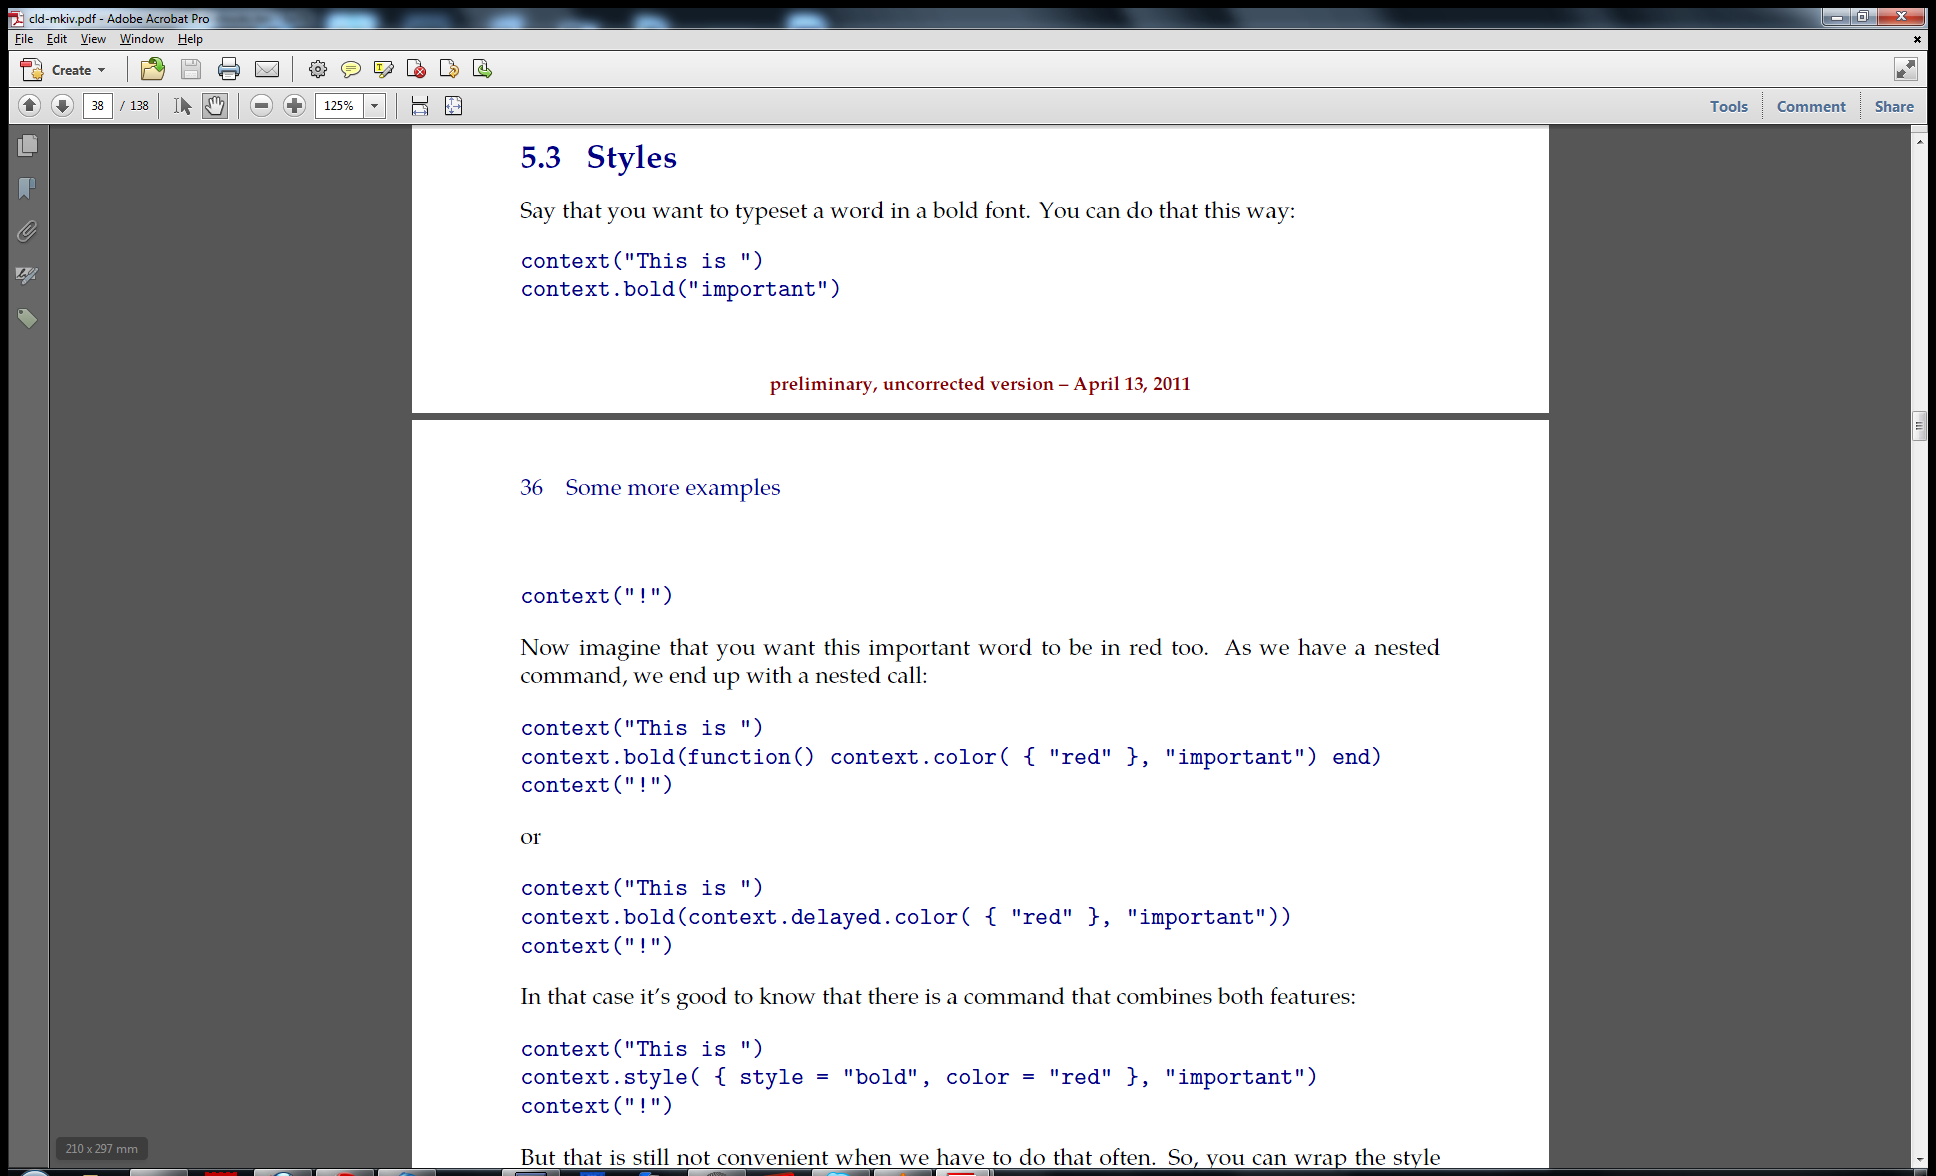 cld-mkiv.pdf - Adobe Acrobat Pro
File Edit View Window Help
Create
38 / 138 125% Tools Comment Share
5.3 Styles
Say that you want to typeset a word in a bold font. You can do that this way:
context("This is ")
context.bold("important")
preliminary, uncorrected version – April 13, 2011
36 Some more examples
context("!")
Now imagine that you want this important word to be in red too. As we have a nested
command, we end up with a nested call:
context("This is ")
context.bold(function() context.color( { "red" }, "important") end)
context("!")
or
context("This is ")
context.bold(context.delayed.color( { "red" }, "important"))
context("!")
In that case it's good to know that there is a command that combines both features:
context("This is ")
context.style( { style = "bold", color = "red" }, "important")
context("!")
But that is still not convenient when we have to do that often. So, you can wrap the style
210 x 297 mm